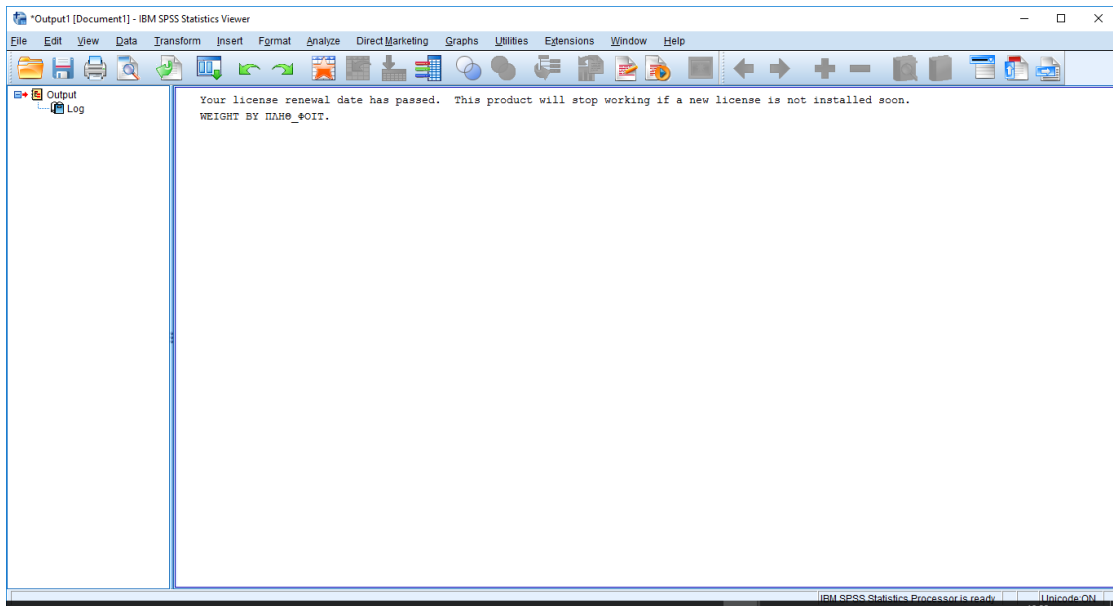 *Output1 [Document1] - IBM SPSS Statistics Viewer
File Edit View Data Transform Insert Format Analyze Direct Marketing Graphs Utilities Extensions Window Help
Output
Log
Your license renewal date has passed. This product will stop working if a new license is not installed soon.
WEIGHT BY ΠΛΗΘ_ΦΟΙΤ.
IBM SPSS Statistics Processor is ready Unicode:ON